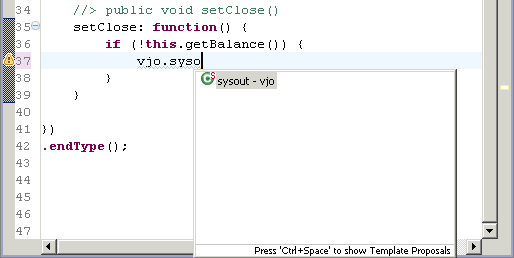 34 //> public void setClose()
35 setClose: function() {
36 if (!this.getBalance()) {
37 vjo.syso
38 }
39 }
40
41 })
42 .endType();
43
44
45
46
47
sysout - vjo
Press 'Ctrl+Space' to show Template Proposals